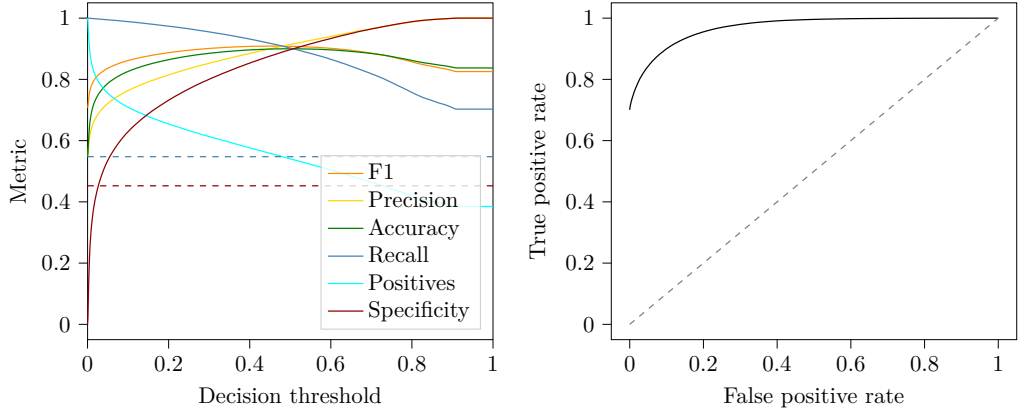 1
0.8
0.6
0.4
0.2
0
Metric
0
0.2
0.4
0.6
0.8
1
Decision threshold
F1
Precision
Accuracy
Recall
Positives
Specificity
1
0.8
0.6
0.4
0.2
0
True positive rate
0
0.2
0.4
0.6
0.8
1
False positive rate